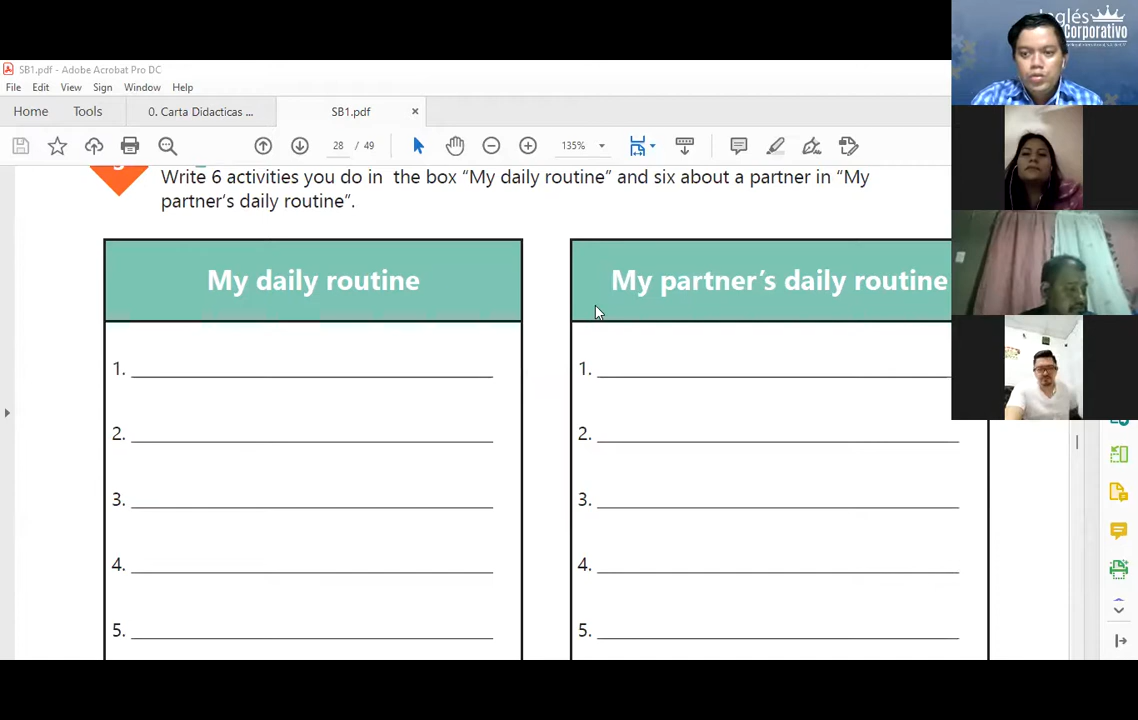 Inglés
Corporativo
SB1.pdf - Adobe Acrobat Pro DC
File Edit View Sign Window Help
Home Tools 0. Carta Didacticas ... SB1.pdf ×
28 / 49 135%
Write 6 activities you do in the box “My daily routine” and six about a partner in “My
partner’s daily routine”.
My daily routine
1.
2.
3.
4.
5.
My partner’s daily routine
1.
2.
3.
4.
5.